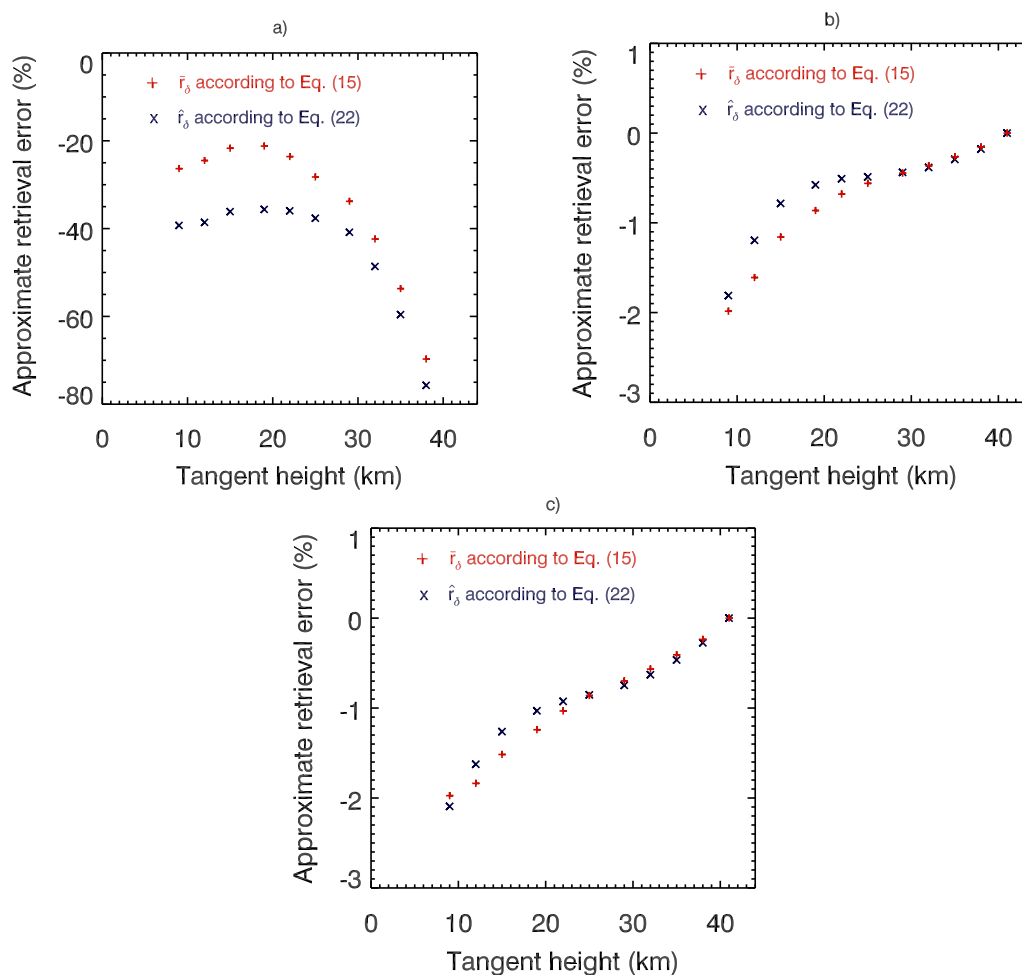 a)
0
-20
-40
-60
-80
Approximate retrieval error (%)
r̄δ according to Eq. (15)
r̂δ according to Eq. (22)
0 10 20 30 40
Tangent height (km)
b)
1
0
-1
-2
-3
Approximate retrieval error (%)
r̄δ according to Eq. (15)
r̂δ according to Eq. (22)
0 10 20 30 40
Tangent height (km)
c)
1
0
-1
-2
-3
Approximate retrieval error (%)
r̄δ according to Eq. (15)
r̂δ according to Eq. (22)
0 10 20 30 40
Tangent height (km)